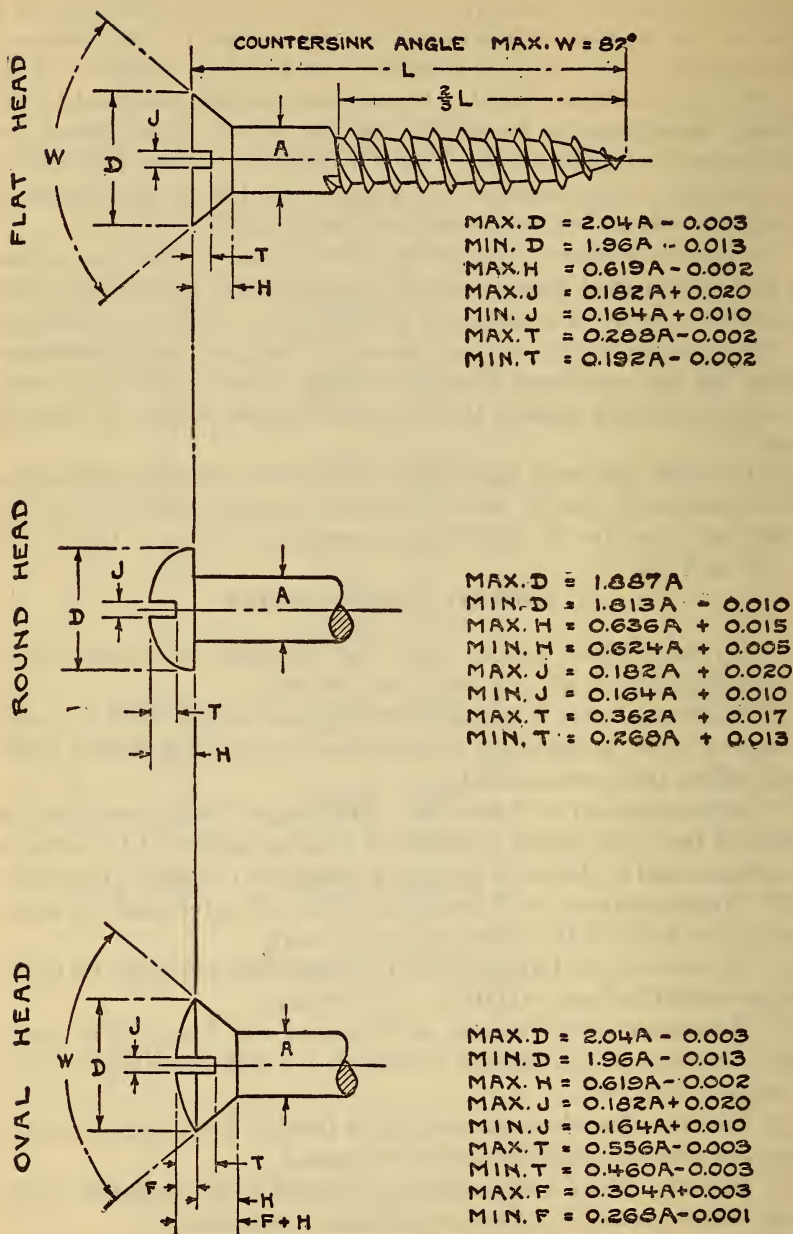 COUNTERSINK ANGLE MAX. W = 82°
L
2/3 L
FLAT HEAD
W
D
J
A
T
H
MAX. D = 2.04A - 0.003
MIN. D = 1.96A - 0.013
MAX. H = 0.619A - 0.002
MAX. J = 0.182A + 0.020
MIN. J = 0.164A + 0.010
MAX. T = 0.288A - 0.002
MIN. T = 0.192A - 0.002
ROUND HEAD
D
J
A
T
H
MAX. D = 1.887A
MIN. D = 1.813A - 0.010
MAX. H = 0.636A + 0.015
MIN. H = 0.624A + 0.005
MAX. J = 0.182A + 0.020
MIN. J = 0.164A + 0.010
MAX. T = 0.362A + 0.017
MIN. T = 0.268A + 0.013
OVAL HEAD
W
D
J
A
T
F
H
F + H
MAX. D = 2.04A - 0.003
MIN. D = 1.96A - 0.013
MAX. H = 0.619A - 0.002
MAX. J = 0.182A + 0.020
MIN. J = 0.164A + 0.010
MAX. T = 0.556A - 0.003
MIN. T = 0.460A - 0.003
MAX. F = 0.304A + 0.003
MIN. F = 0.268A - 0.001